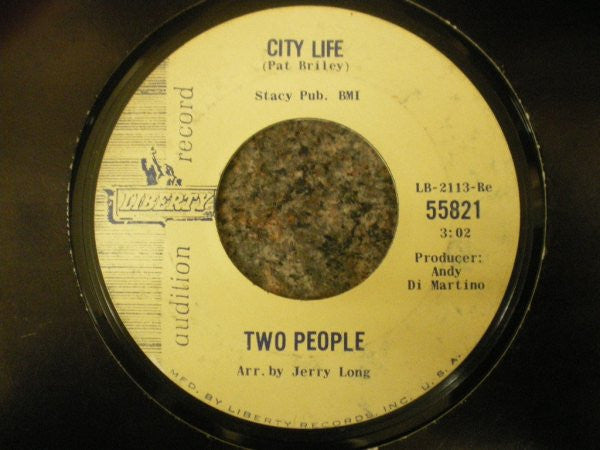 CITY LIFE
(Pat Briley)
Stacy Pub. BMI
audition record
LIBERTY
LB-2113-Re
55821
3:02
Producer:
Andy
Di Martino
TWO PEOPLE
Arr. by Jerry Long
MFD. BY LIBERTY RECORDS INC., U.S.A.